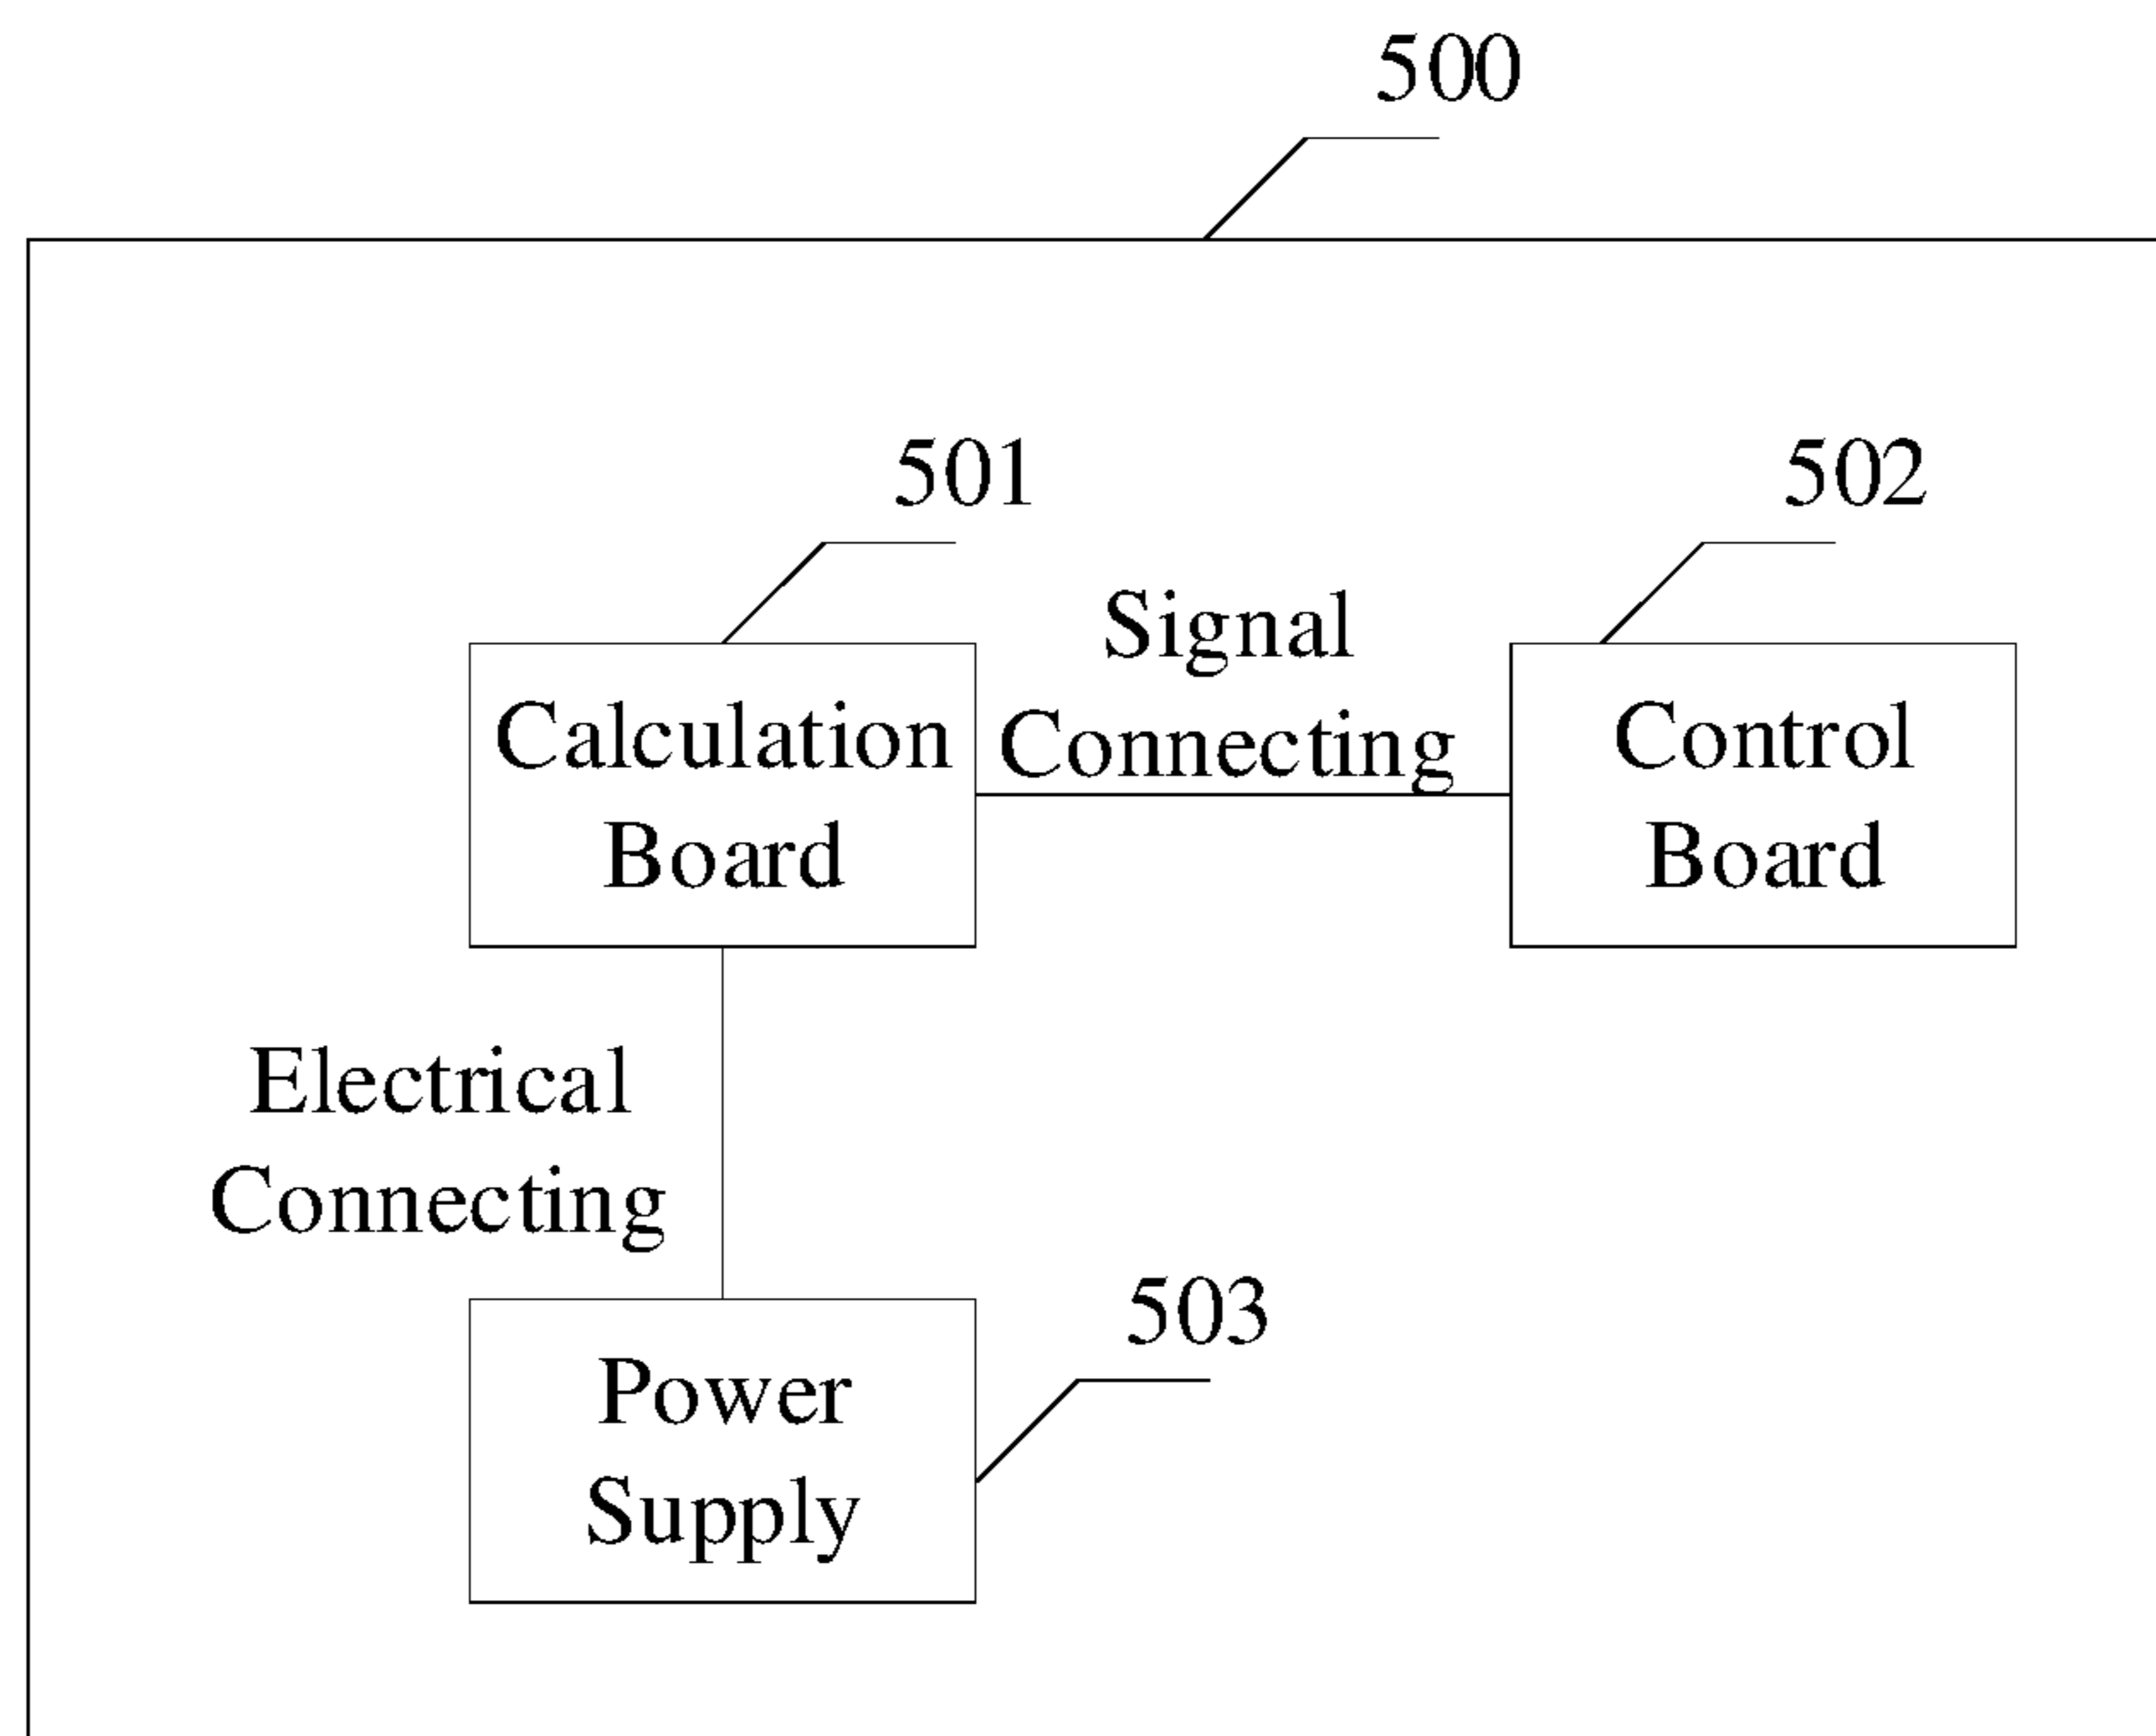 500
501
502
Signal
Connecting
Calculation
Board
Control
Board
Electrical
Connecting
503
Power
Supply